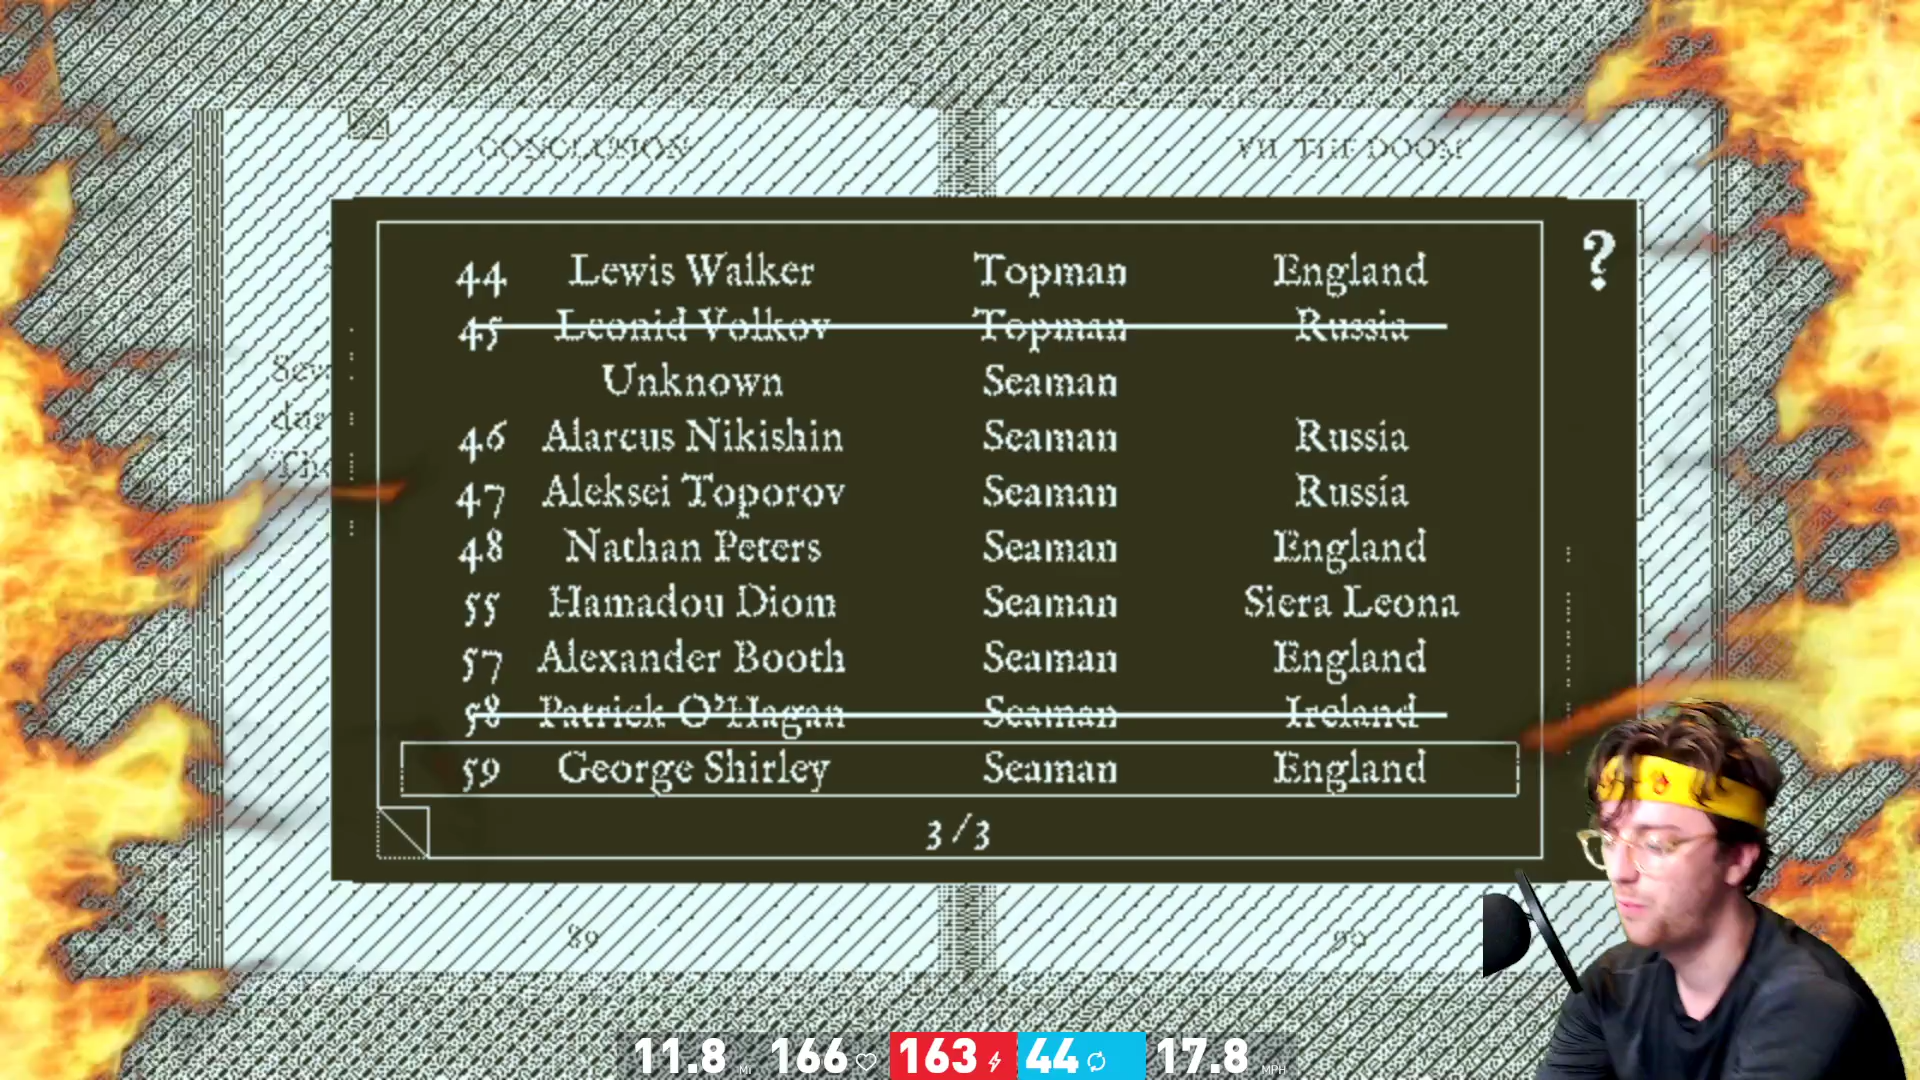 CONCLUSION
VII THE DOOM
?
44 Lewis Walker Topman England
45 Leonid Volkov Topman Russia
Unknown Seaman
46 Alarcus Nikishin Seaman Russia
47 Aleksei Toporov Seaman Russia
48 Nathan Peters Seaman England
55 Hamadou Diom Seaman Siera Leona
57 Alexander Booth Seaman England
58 Patrick O'Hagan Seaman Ireland
59 George Shirley Seaman England
3/3
89
90
11.8 MI 166 163 44 17.8 MPH